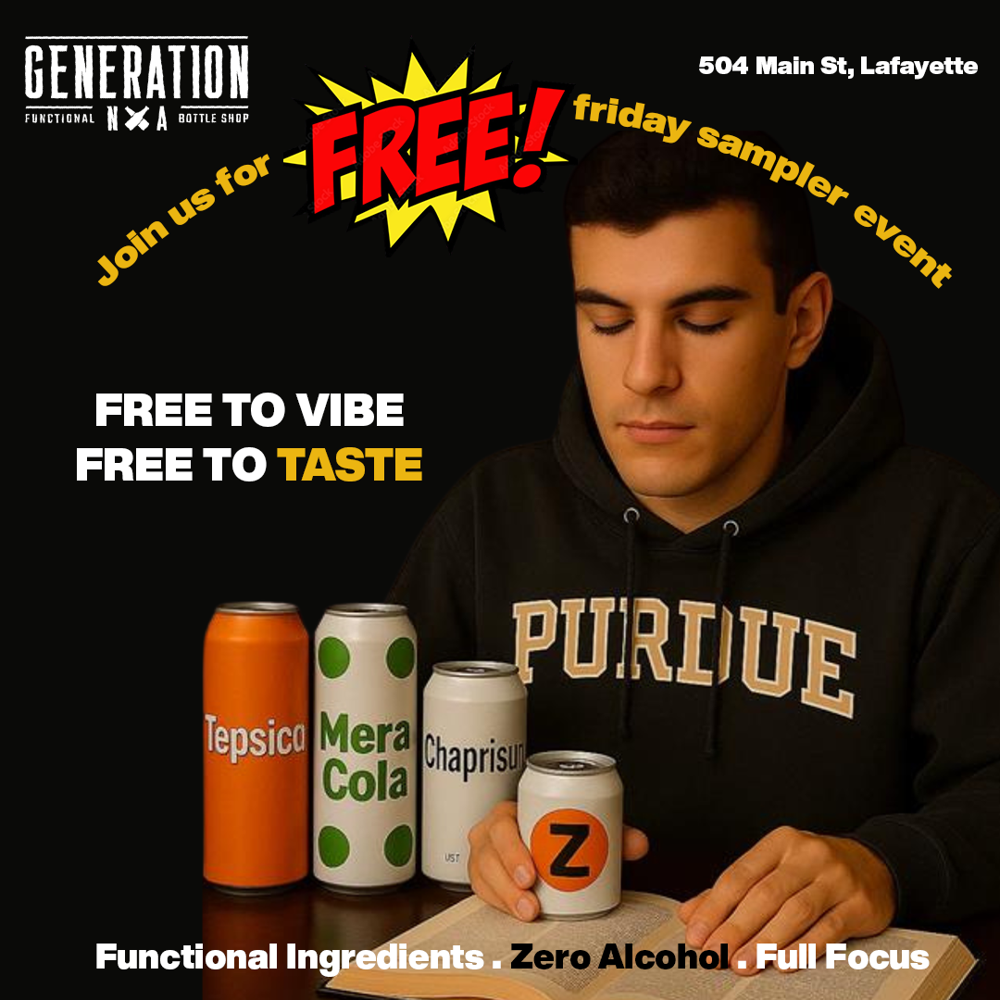 GENERATION
FUNCTIONAL N A BOTTLE SHOP
504 Main St, Lafayette
Join us for FREE! friday sampler event
FREE TO VIBE
FREE TO TASTE
PURDUE
Tepsica
Mera
Cola
Chaprisun
Z
Functional Ingredients . Zero Alcohol . Full Focus